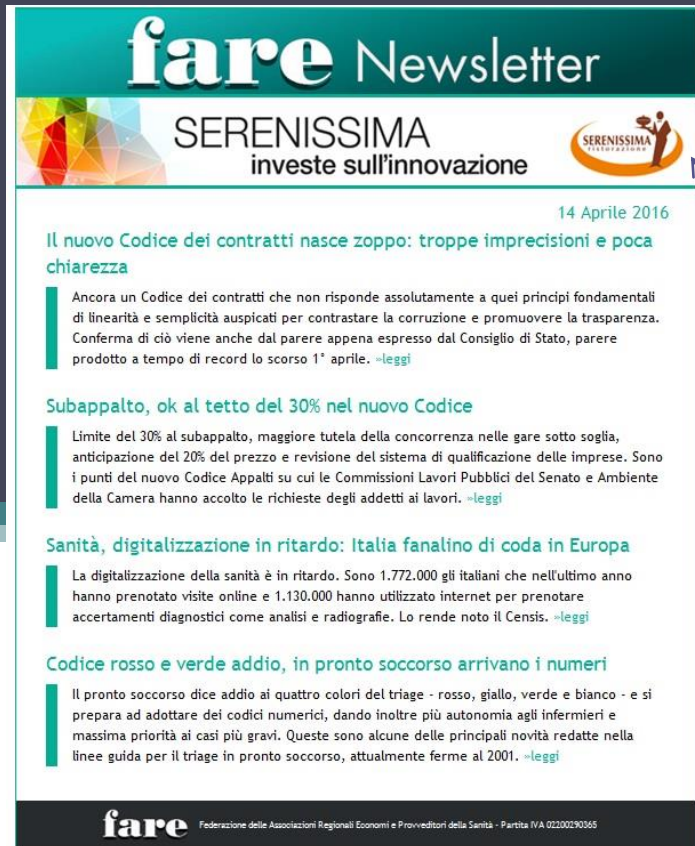 fare Newsletter
SERENISSIMA
investe sull'innovazione
SERENISSIMA
ristorazione
14 Aprile 2016
Il nuovo Codice dei contratti nasce zoppo: troppe imprecisioni e poca
chiarezza
Ancora un Codice dei contratti che non risponde assolutamente a quei principi fondamentali
di linearità e semplicità auspicati per contrastare la corruzione e promuovere la trasparenza.
Conferma di ciò viene anche dal parere appena espresso dal Consiglio di Stato, parere
prodotto a tempo di record lo scorso 1° aprile. »leggi
Subappalto, ok al tetto del 30% nel nuovo Codice
Limite del 30% al subappalto, maggiore tutela della concorrenza nelle gare sotto soglia,
anticipazione del 20% del prezzo e revisione del sistema di qualificazione delle imprese. Sono
i punti del nuovo Codice Appalti su cui le Commissioni Lavori Pubblici del Senato e Ambiente
della Camera hanno accolto le richieste degli addetti ai lavori. »leggi
Sanità, digitalizzazione in ritardo: Italia fanalino di coda in Europa
La digitalizzazione della sanità è in ritardo. Sono 1.772.000 gli italiani che nell'ultimo anno
hanno prenotato visite online e 1.130.000 hanno utilizzato internet per prenotare
accertamenti diagnostici come analisi e radiografie. Lo rende noto il Censis. »leggi
Codice rosso e verde addio, in pronto soccorso arrivano i numeri
Il pronto soccorso dice addio ai quattro colori del triage - rosso, giallo, verde e bianco - e si
prepara ad adottare dei codici numerici, dando inoltre più autonomia agli infermieri e
massima priorità ai casi più gravi. Queste sono alcune delle principali novità redatte nella
linee guida per il triage in pronto soccorso, attualmente ferme al 2001. »leggi
fare Federazione delle Associazioni Regionali Economi e Provveditori della Sanità - Partita IVA 02200290365